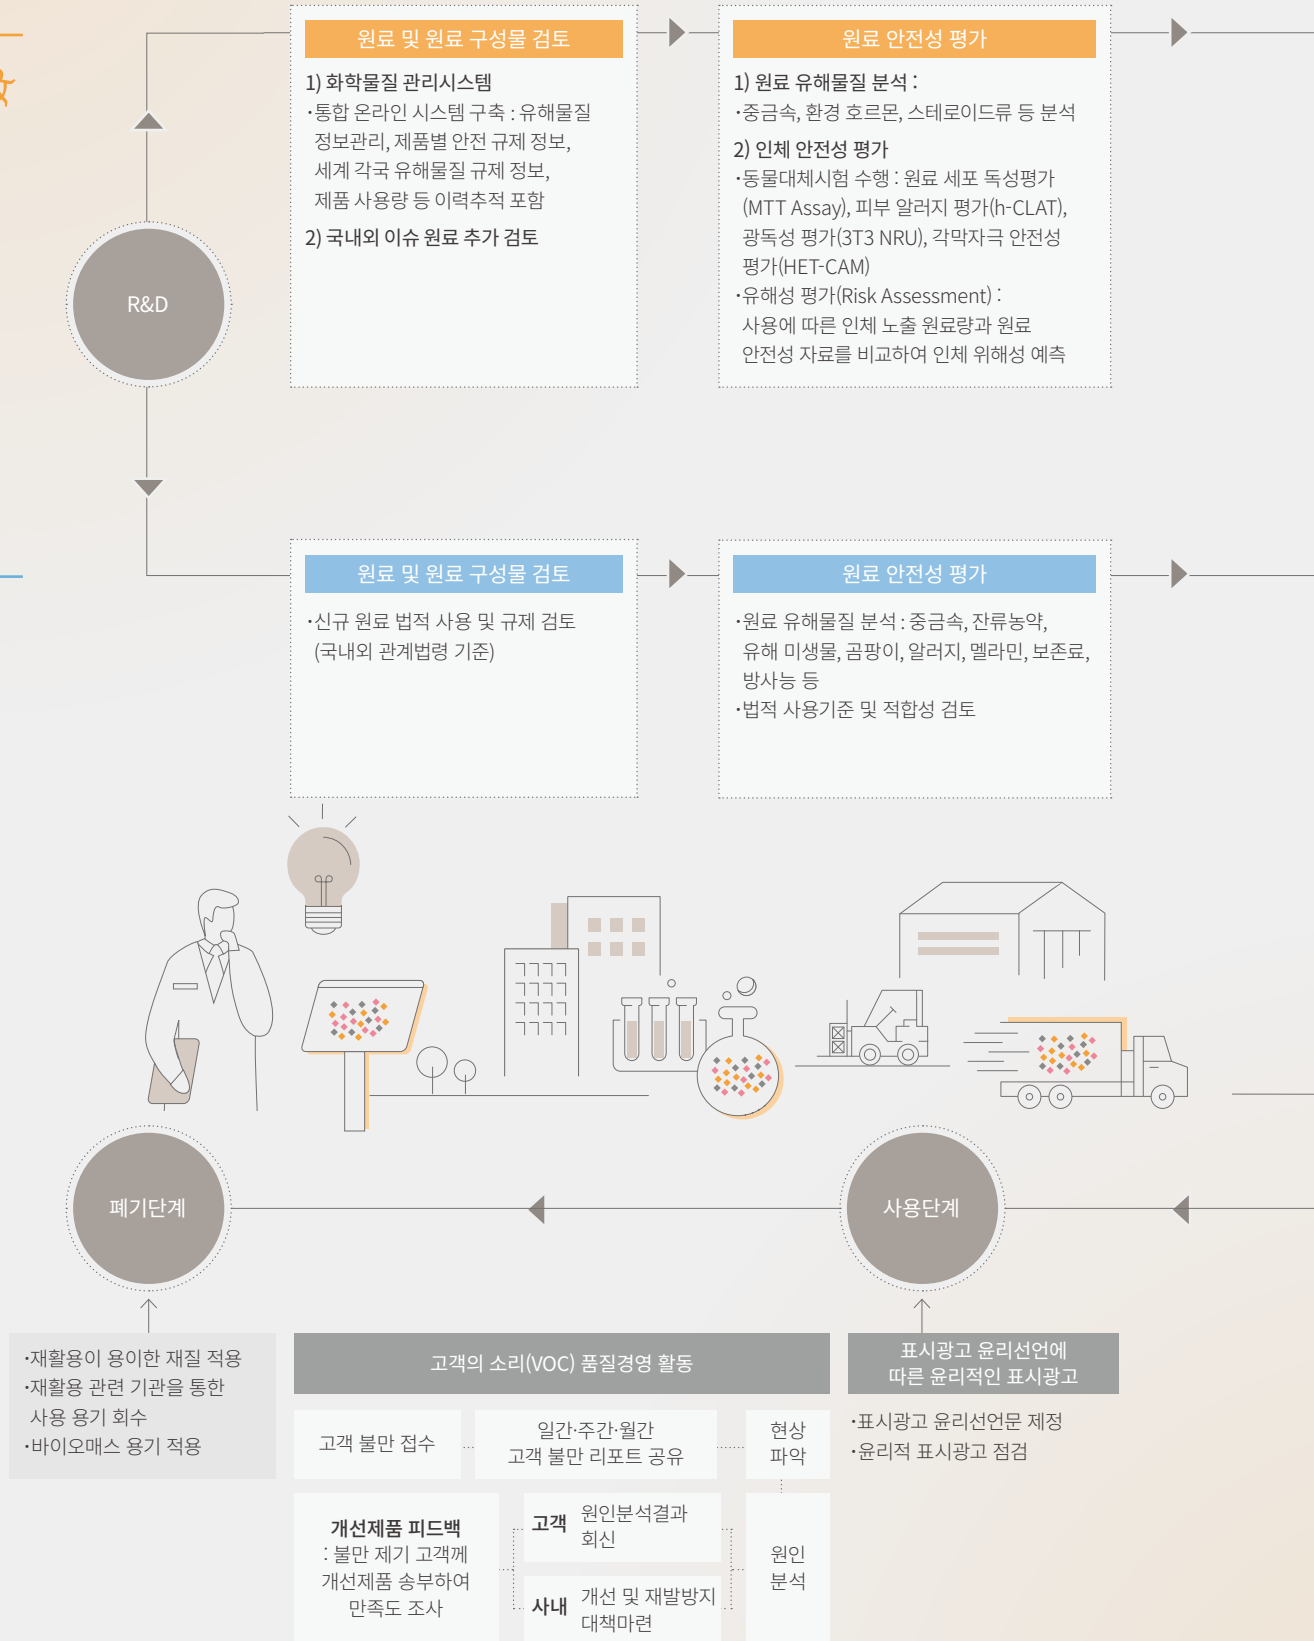 &
원료 및 원료 구성물 검토
1) 화학물질 관리시스템
·통합 온라인 시스템 구축 : 유해물질
정보관리, 제품별 안전 규제 정보,
세계 각국 유해물질 규제 정보,
제품 사용량 등 이력추적 포함
2) 국내외 이슈 원료 추가 검토
원료 안전성 평가
1) 원료 유해물질 분석 :
·중금속, 환경 호르몬, 스테로이드류 등 분석
2) 인체 안전성 평가
·동물대체시험 수행 : 원료 세포 독성평가
(MTT Assay), 피부 알러지 평가(h-CLAT),
광독성 평가(3T3 NRU), 각막자극 안전성
평가(HET-CAM)
·유해성 평가(Risk Assessment) :
사용에 따른 인체 노출 원료량과 원료
안전성 자료를 비교하여 인체 위해성 예측
R&D
원료 및 원료 구성물 검토
·신규 원료 법적 사용 및 규제 검토
(국내외 관계법령 기준)
원료 안전성 평가
·원료 유해물질 분석 : 중금속, 잔류농약,
유해 미생물, 곰팡이, 알러지, 멜라민, 보존료,
방사능 등
·법적 사용기준 및 적합성 검토
폐기단계
사용단계
·재활용이 용이한 재질 적용
·재활용 관련 기관을 통한
사용 용기 회수
·바이오매스 용기 적용
고객의 소리(VOC) 품질경영 활동
고객 불만 접수
일간·주간·월간
고객 불만 리포트 공유
현상
파악
개선제품 피드백
: 불만 제기 고객께
개선제품 송부하여
만족도 조사
고객 원인분석결과
회신
사내 개선 및 재발방지
대책마련
원인
분석
표시광고 윤리선언에
따른 윤리적인 표시광고
·표시광고 윤리선언문 제정
·윤리적 표시광고 점검